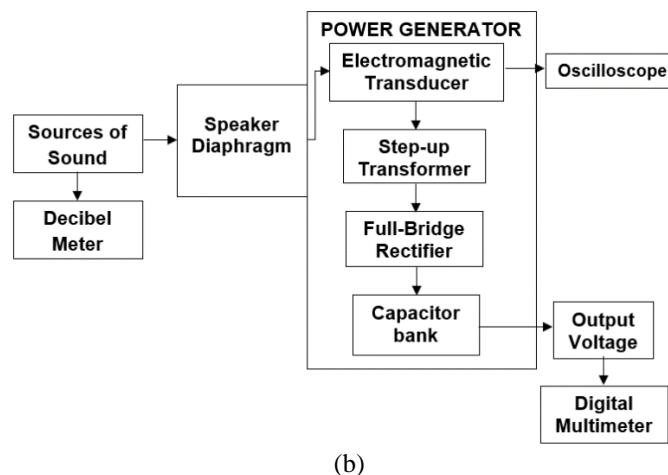 POWER GENERATOR
Electromagnetic
Transducer
Oscilloscope
Speaker
Diaphragm
Sources of
Sound
Step-up
Transformer
Decibel
Meter
Full-Bridge
Rectifier
Capacitor
bank
Output
Voltage
Digital
Multimeter
(b)